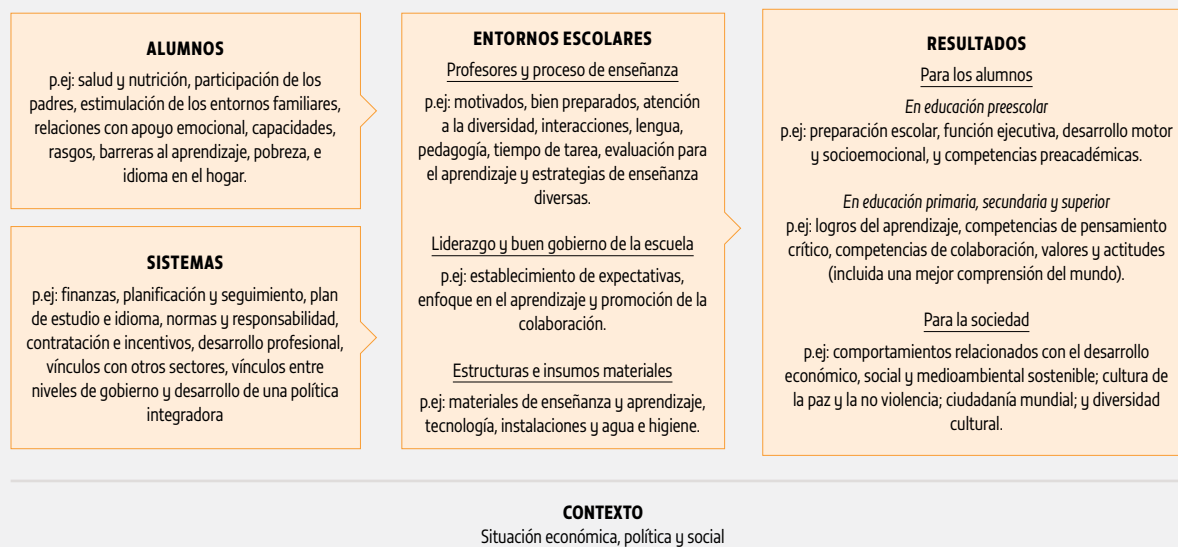 ALUMNOS
p.ej: salud y nutrición, participación de los
padres, estimulación de los entornos familiares,
relaciones con apoyo emocional, capacidades,
rasgos, barreras al aprendizaje, pobreza, e
idioma en el hogar.
SISTEMAS
p.ej: finanzas, planificación y seguimiento, plan
de estudio e idioma, normas y responsabilidad,
contratación e incentivos, desarrollo profesional,
vínculos con otros sectores, vínculos entre
niveles de gobierno y desarrollo de una política
integradora
ENTORNOS ESCOLARES
Profesores y proceso de enseñanza
p.ej: motivados, bien preparados, atención
a la diversidad, interacciones, lengua,
pedagogía, tiempo de tarea, evaluación para
el aprendizaje y estrategias de enseñanza
diversas.
Liderazgo y buen gobierno de la escuela
p.ej: establecimiento de expectativas,
enfoque en el aprendizaje y promoción de la
colaboración.
Estructuras e insumos materiales
p.ej: materiales de enseñanza y aprendizaje,
tecnología, instalaciones y agua e higiene.
RESULTADOS
Para los alumnos
En educación preescolar
p.ej: preparación escolar, función ejecutiva, desarrollo motor
y socioemocional, y competencias preacadémicas.
En educación primaria, secundaria y superior
p.ej: logros del aprendizaje, competencias de pensamiento
crítico, competencias de colaboración, valores y actitudes
(incluida una mejor comprensión del mundo).
Para la sociedad
p.ej: comportamientos relacionados con el desarrollo
económico, social y medioambiental sostenible; cultura de
la paz y la no violencia; ciudadanía mundial; y diversidad
cultural.
CONTEXTO
Situación económica, política y social